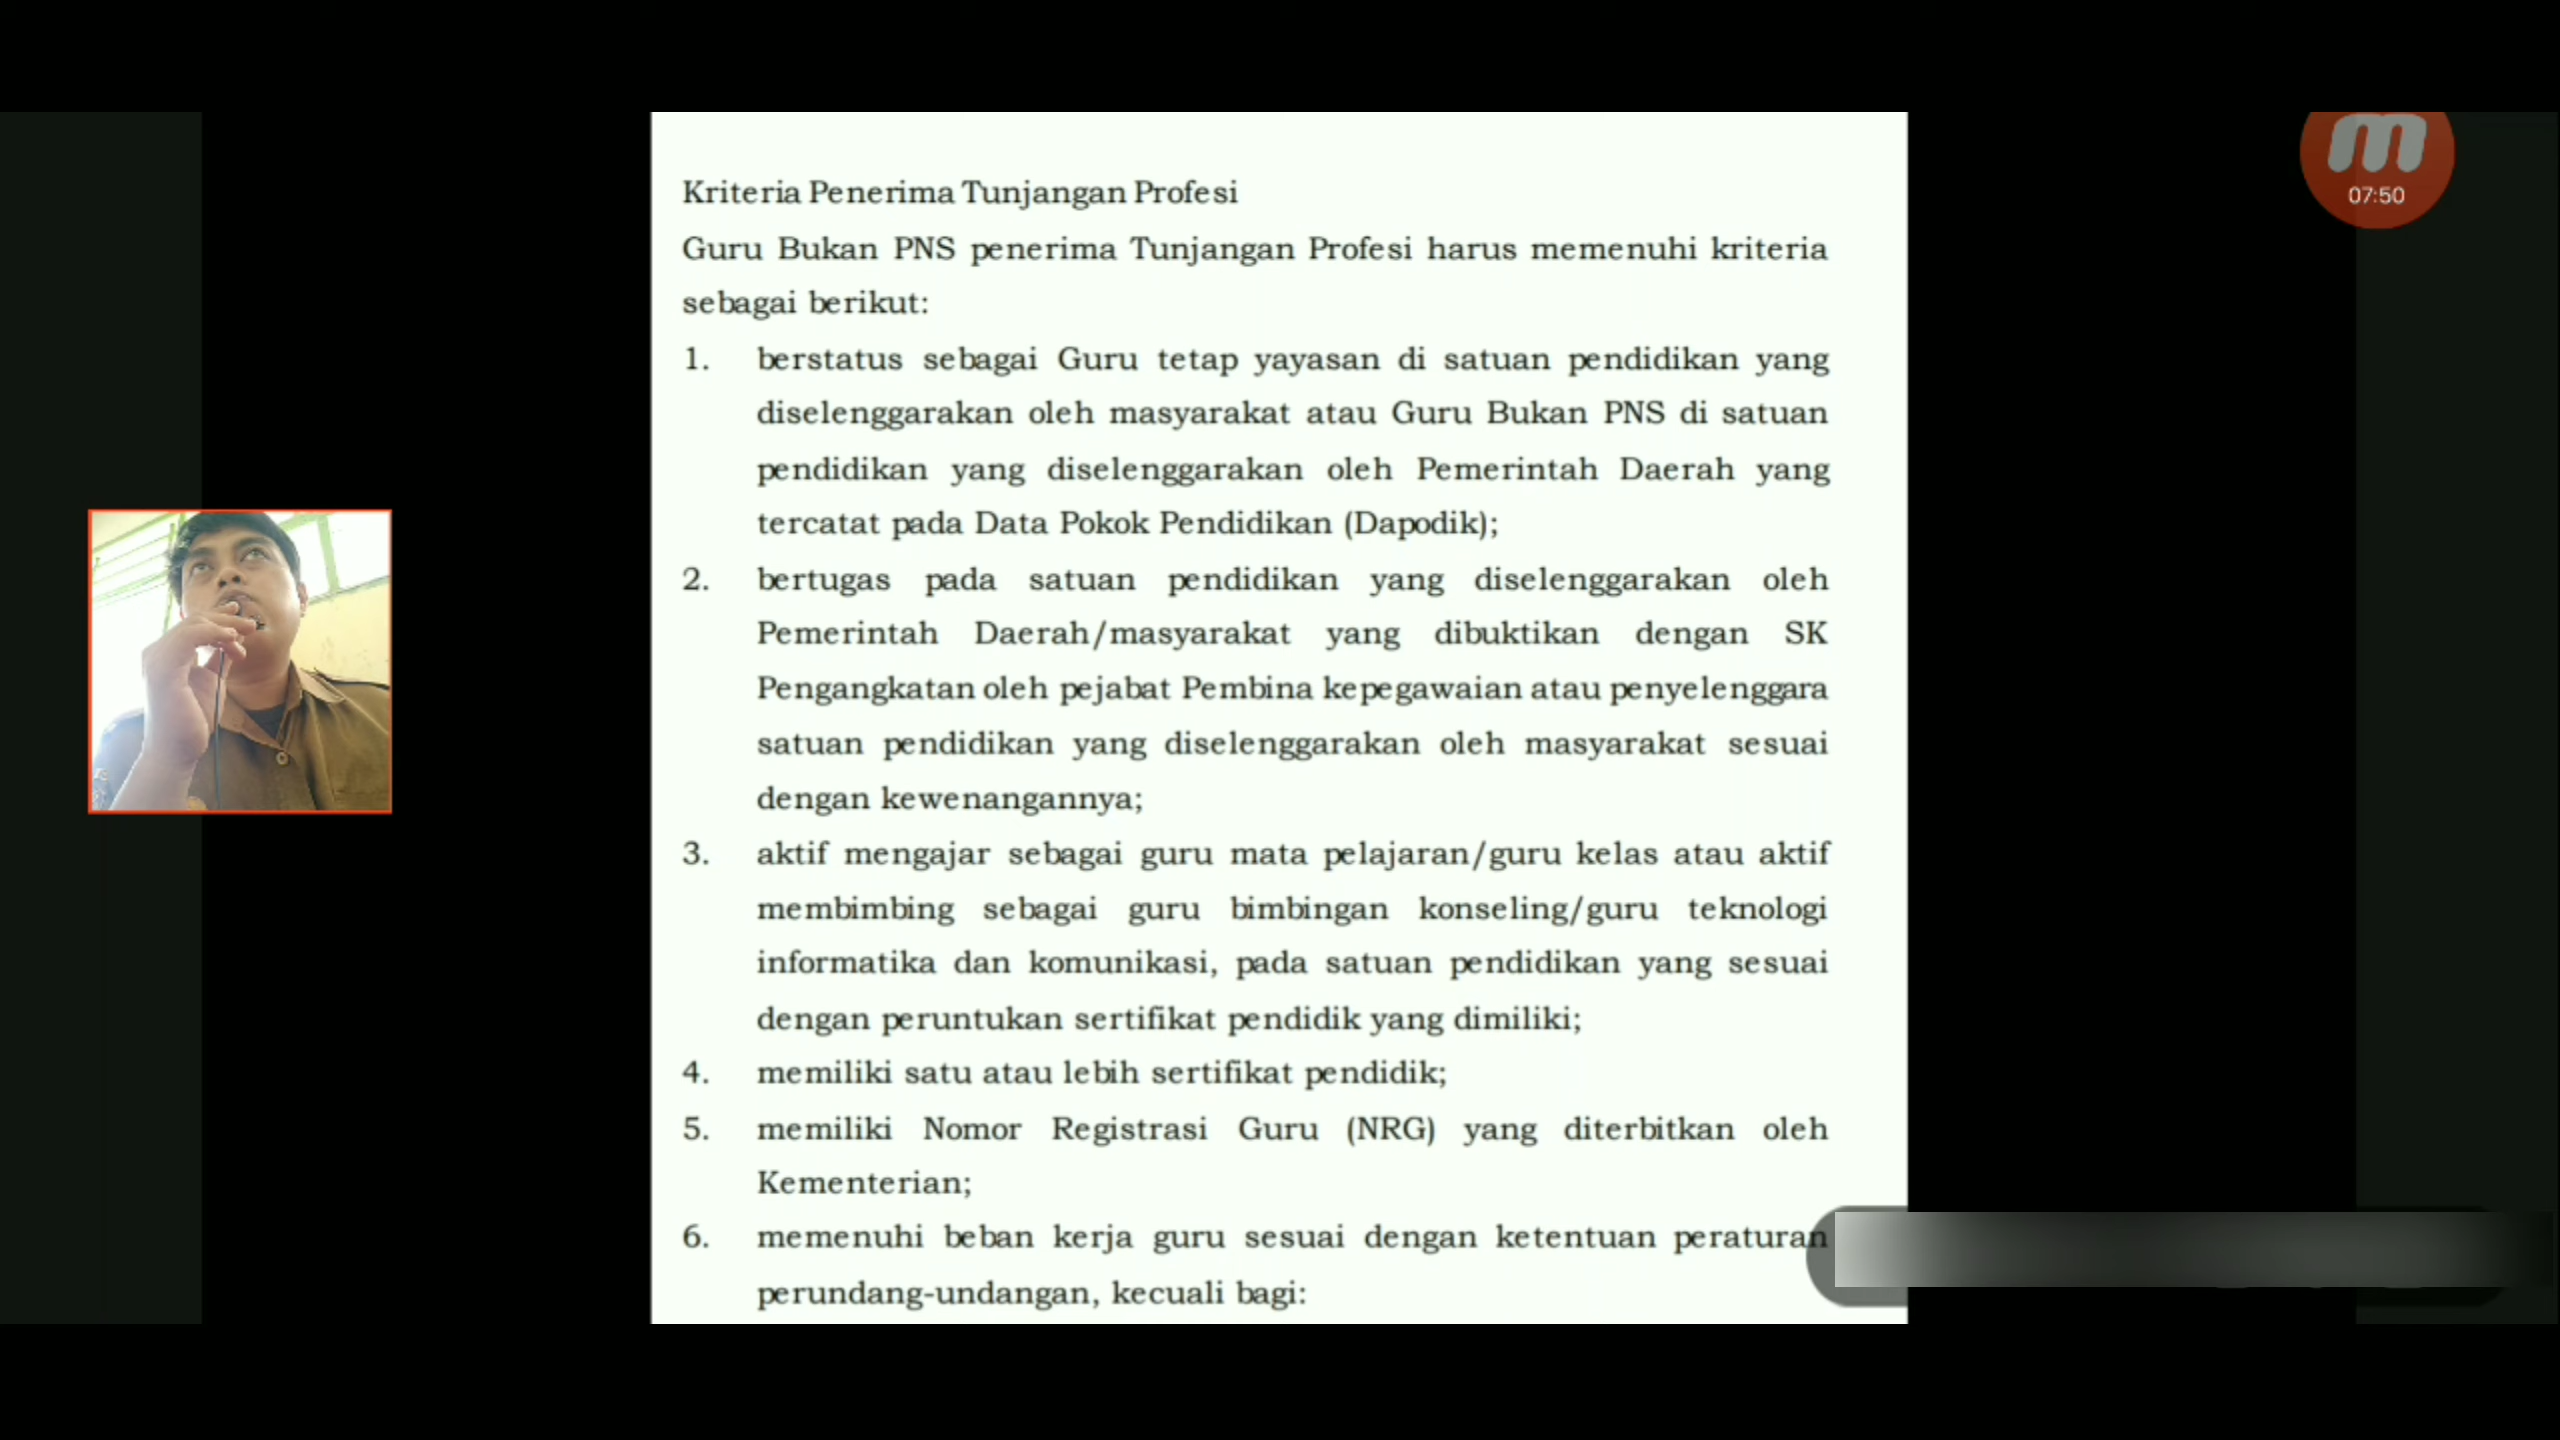 Kriteria Penerima Tunjangan Profesi
Guru Bukan PNS penerima Tunjangan Profesi harus memenuhi kriteria
sebagai berikut:
1. berstatus sebagai Guru tetap yayasan di satuan pendidikan yang
diselenggarakan oleh masyarakat atau Guru Bukan PNS di satuan
pendidikan yang diselenggarakan oleh Pemerintah Daerah yang
tercatat pada Data Pokok Pendidikan (Dapodik);
2. bertugas pada satuan pendidikan yang diselenggarakan oleh
Pemerintah Daerah/masyarakat yang dibuktikan dengan SK
Pengangkatan oleh pejabat Pembina kepegawaian atau penyelenggara
satuan pendidikan yang diselenggarakan oleh masyarakat sesuai
dengan kewenangannya;
3. aktif mengajar sebagai guru mata pelajaran/guru kelas atau aktif
membimbing sebagai guru bimbingan konseling/guru teknologi
informatika dan komunikasi, pada satuan pendidikan yang sesuai
dengan peruntukan sertifikat pendidik yang dimiliki;
4. memiliki satu atau lebih sertifikat pendidik;
5. memiliki Nomor Registrasi Guru (NRG) yang diterbitkan oleh
Kementerian;
6. memenuhi beban kerja guru sesuai dengan ketentuan peraturan
perundang-undangan, kecuali bagi:
m
07:50